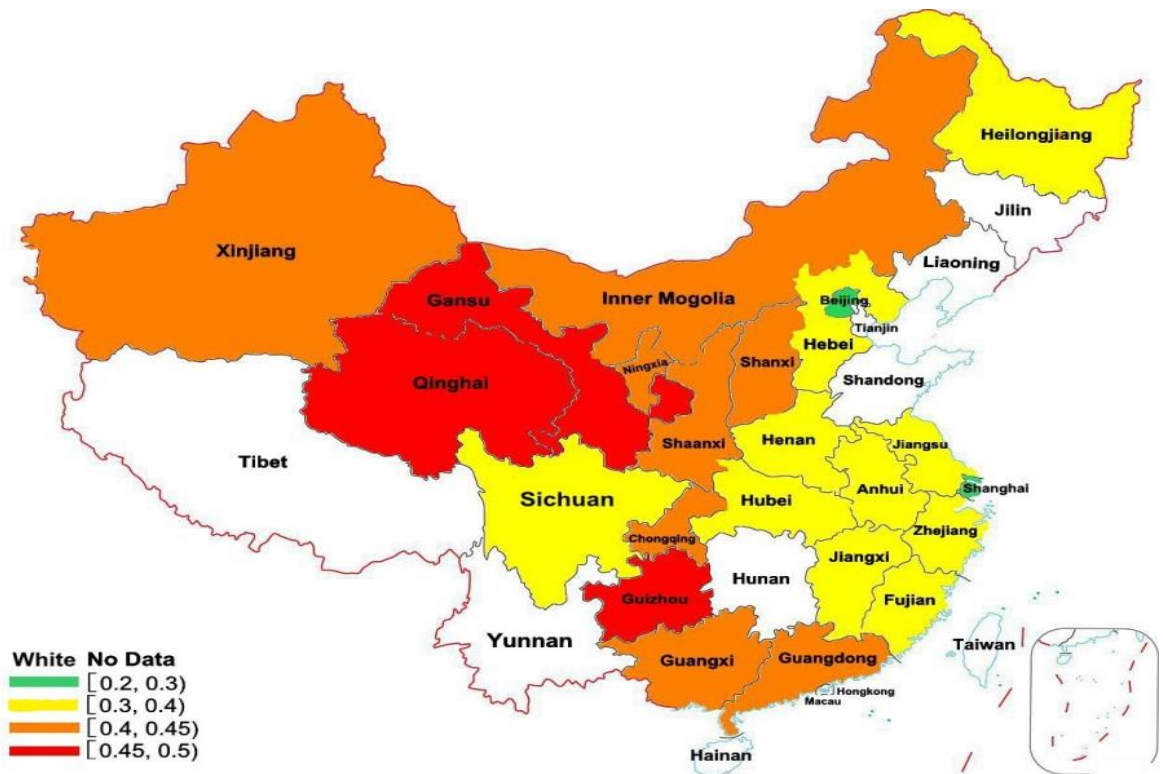 Heilongjiang
Jilin
Xinjiang
Liaoning
Gansu
Inner Mogolia
Beijing
Tianjin
Hebei
Ningxia
Shanxi
Qinghai
Shandong
Shaanxi
Henan
Jiangsu
Tibet
Sichuan
Hubei
Anhui
Shanghai
Chongqing
Zhejiang
Jiangxi
Hunan
Guizhou
Fujian
Yunnan
Taiwan
Guangxi
Guangdong
Hongkong
Macau
Hainan
White No Data
[0.2, 0.3)
[0.3, 0.4)
[0.4, 0.45)
[0.45, 0.5)